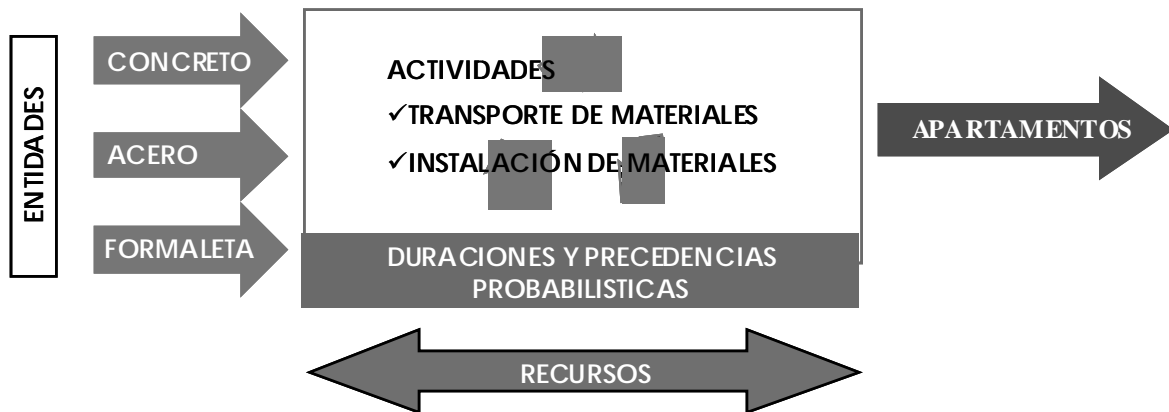 ENTIDADES
CONCRETO
ACERO
FORMALETA
ACTIVIDADES
✓TRANSPORTE DE MATERIALES
✓INSTALACIÓN DE MATERIALES
DURACIONES Y PRECEDENCIAS
PROBABILISTICAS
APARTAMENTOS
RECURSOS